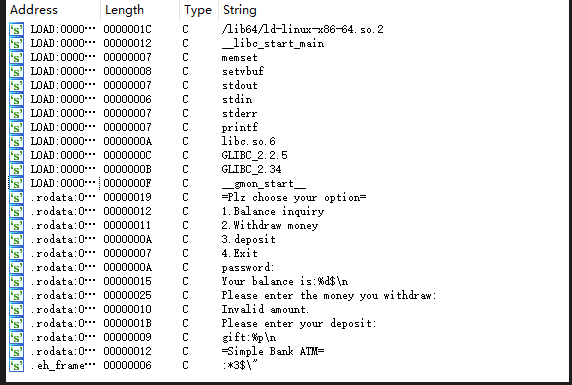 Address Length Type String
LOAD:0000… 0000001C C /lib64/ld-linux-x86-64.so.2
LOAD:0000… 00000012 C __libc_start_main
LOAD:0000… 00000007 C memset
LOAD:0000… 00000008 C setvbuf
LOAD:0000… 00000007 C stdout
LOAD:0000… 00000006 C stdin
LOAD:0000… 00000007 C stderr
LOAD:0000… 00000007 C printf
LOAD:0000… 0000000A C libc.so.6
LOAD:0000… 0000000C C GLIBC_2.2.5
LOAD:0000… 0000000B C GLIBC_2.34
LOAD:0000… 0000000F C __gmon_start__
.rodata:0… 00000019 C =Plz choose your option=
.rodata:0… 00000012 C 1.Balance inquiry
.rodata:0… 00000011 C 2.Withdraw money
.rodata:0… 0000000A C 3.deposit
.rodata:0… 00000007 C 4.Exit
.rodata:0… 0000000A C password:
.rodata:0… 00000015 C Your balance is:%d$\n
.rodata:0… 00000025 C Please enter the money you withdraw:
.rodata:0… 00000010 C Invalid amount.
.rodata:0… 0000001B C Please enter your deposit:
.rodata:0… 00000009 C gift:%p\n
.rodata:0… 00000012 C =Simple Bank ATM=
.eh_frame… 00000006 C :*3$\"